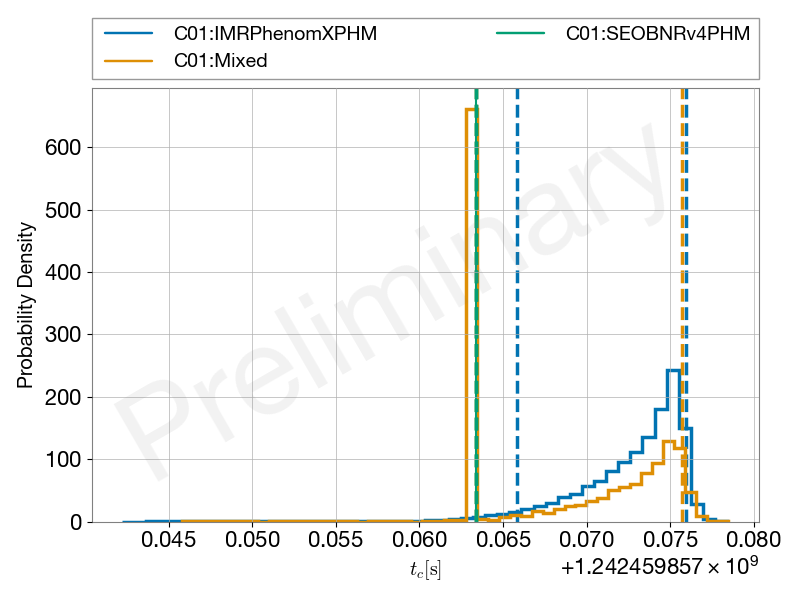 C01:IMRPhenomXPHM
C01:Mixed
C01:SEOBNRv4PHM
Preliminary
Probability Density
600
500
400
300
200
100
0
0.045 0.050 0.055 0.060 0.065 0.070 0.075 0.080
t_c[s]
+1.242459857 × 10⁹